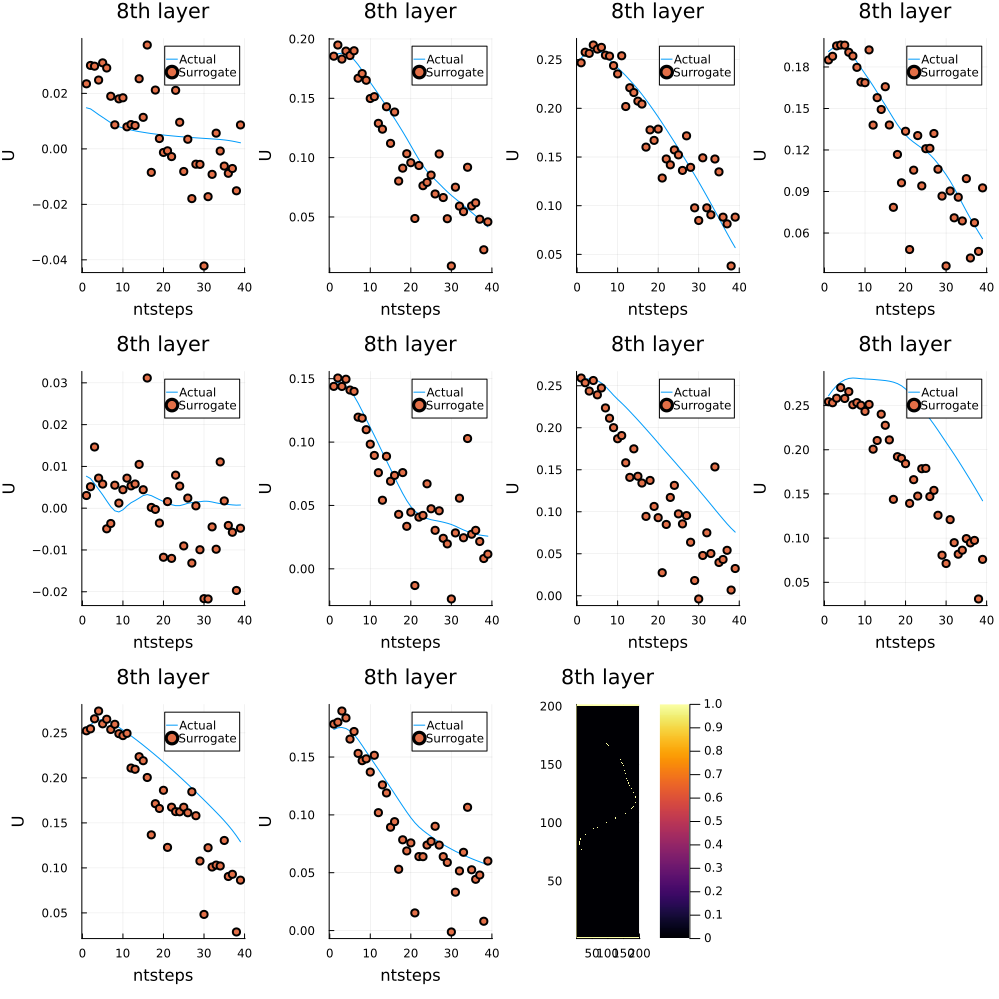 8th layer 8th layer 8th layer 8th layer
Actual Actual Actual Actual
Surrogate Surrogate Surrogate Surrogate
0.02 0.00 −0.02 −0.04
0.20 0.15 0.10 0.05
0.25 0.20 0.15 0.10 0.05
0.18 0.15 0.12 0.09 0.06
U U U U
0 10 20 30 40 0 10 20 30 40 0 10 20 30 40 0 10 20 30 40
ntsteps ntsteps ntsteps ntsteps
8th layer 8th layer 8th layer 8th layer
Actual Actual Actual Actual
Surrogate Surrogate Surrogate Surrogate
0.03 0.02 0.01 0.00 −0.01 −0.02
0.15 0.10 0.05 0.00
0.25 0.20 0.15 0.10 0.05 0.00
0.25 0.20 0.15 0.10 0.05
U U U U
0 10 20 30 40 0 10 20 30 40 0 10 20 30 40 0 10 20 30 40
ntsteps ntsteps ntsteps ntsteps
8th layer 8th layer 8th layer
Actual Actual
Surrogate Surrogate
0.25 0.20 0.15 0.10 0.05
0.15 0.10 0.05 0.00
200 150 100 50
1.0 0.9 0.8 0.7 0.6 0.5 0.4 0.3 0.2 0.1 0
U U
0 10 20 30 40 0 10 20 30 40 50 100 150 200
ntsteps ntsteps